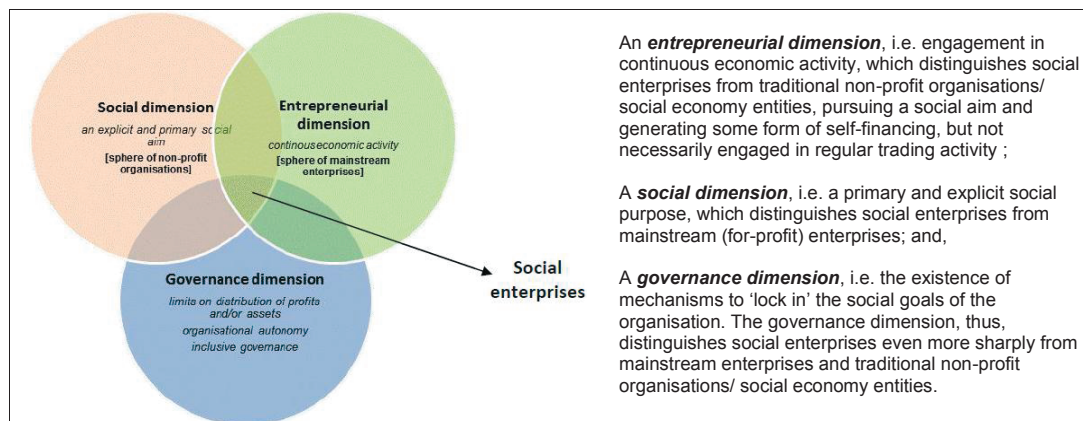 Social dimension
an explicit and primary social
aim
[sphere of non-profit
organisations]
Entrepreneurial
dimension
continous economic activity
[sphere of mainstream
enterprises]
Governance dimension
limits on distribution of profits
and/or assets
organisational autonomy
inclusive governance
Social
enterprises
An entrepreneurial dimension, i.e. engagement in
continuous economic activity, which distinguishes social
enterprises from traditional non-profit organisations/
social economy entities, pursuing a social aim and
generating some form of self-financing, but not
necessarily engaged in regular trading activity ;
A social dimension, i.e. a primary and explicit social
purpose, which distinguishes social enterprises from
mainstream (for-profit) enterprises; and,
A governance dimension, i.e. the existence of
mechanisms to ‘lock in’ the social goals of the
organisation. The governance dimension, thus,
distinguishes social enterprises even more sharply from
mainstream enterprises and traditional non-profit
organisations/ social economy entities.